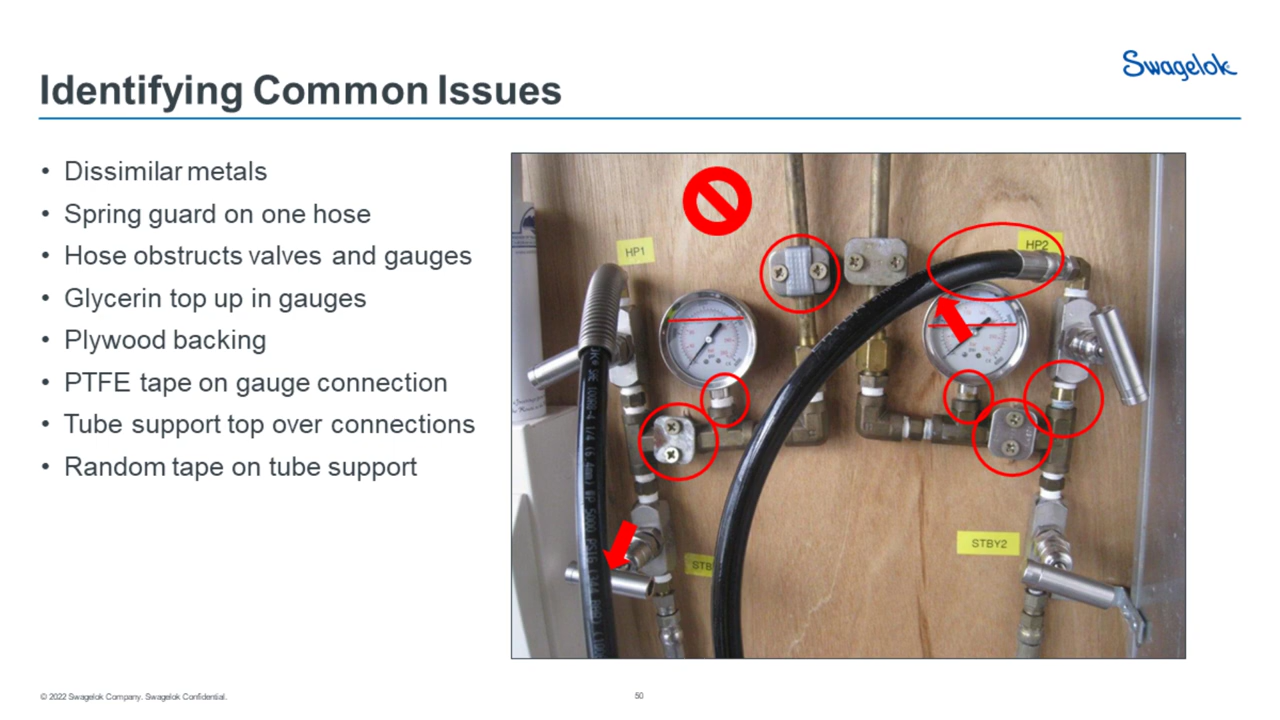 Swagelok
Identifying Common Issues
• Dissimilar metals
• Spring guard on one hose
• Hose obstructs valves and gauges
• Glycerin top up in gauges
• Plywood backing
• PTFE tape on gauge connection
• Tube support top over connections
• Random tape on tube support
HP1
HP2
STBY2
STB
© 2022 Swagelok Company. Swagelok Confidential.
50